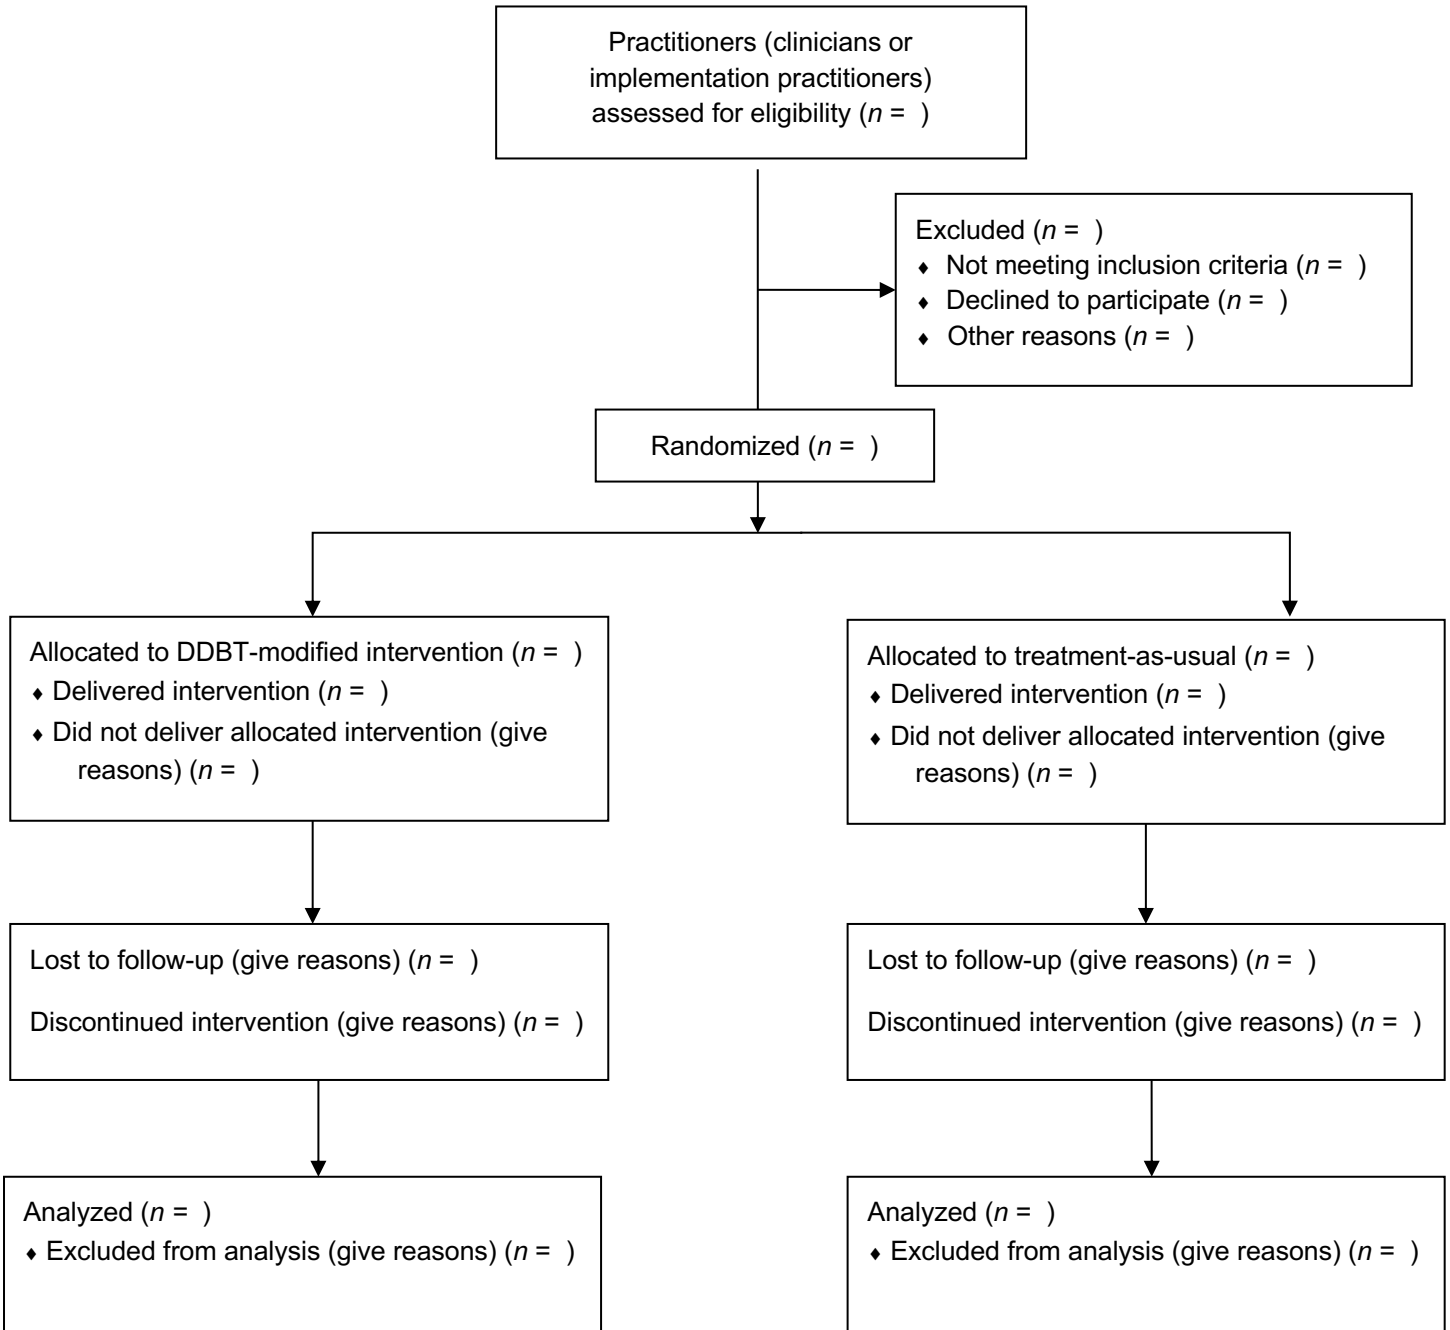 Practitioners (clinicians or
implementation practitioners)
assessed for eligibility (n =  )
Excluded (n =  )
♦ Not meeting inclusion criteria (n =  )
♦ Declined to participate (n =  )
♦ Other reasons (n =  )
Randomized (n =  )
Allocated to DDBT-modified intervention (n =  )
♦ Delivered intervention (n =  )
♦ Did not deliver allocated intervention (give
reasons) (n =  )
Allocated to treatment-as-usual (n =  )
♦ Delivered intervention (n =  )
♦ Did not deliver allocated intervention (give
reasons) (n =  )
Lost to follow-up (give reasons) (n =  )
Discontinued intervention (give reasons) (n =  )
Lost to follow-up (give reasons) (n =  )
Discontinued intervention (give reasons) (n =  )
Analyzed (n =  )
♦ Excluded from analysis (give reasons) (n =  )
Analyzed (n =  )
♦ Excluded from analysis (give reasons) (n =  )